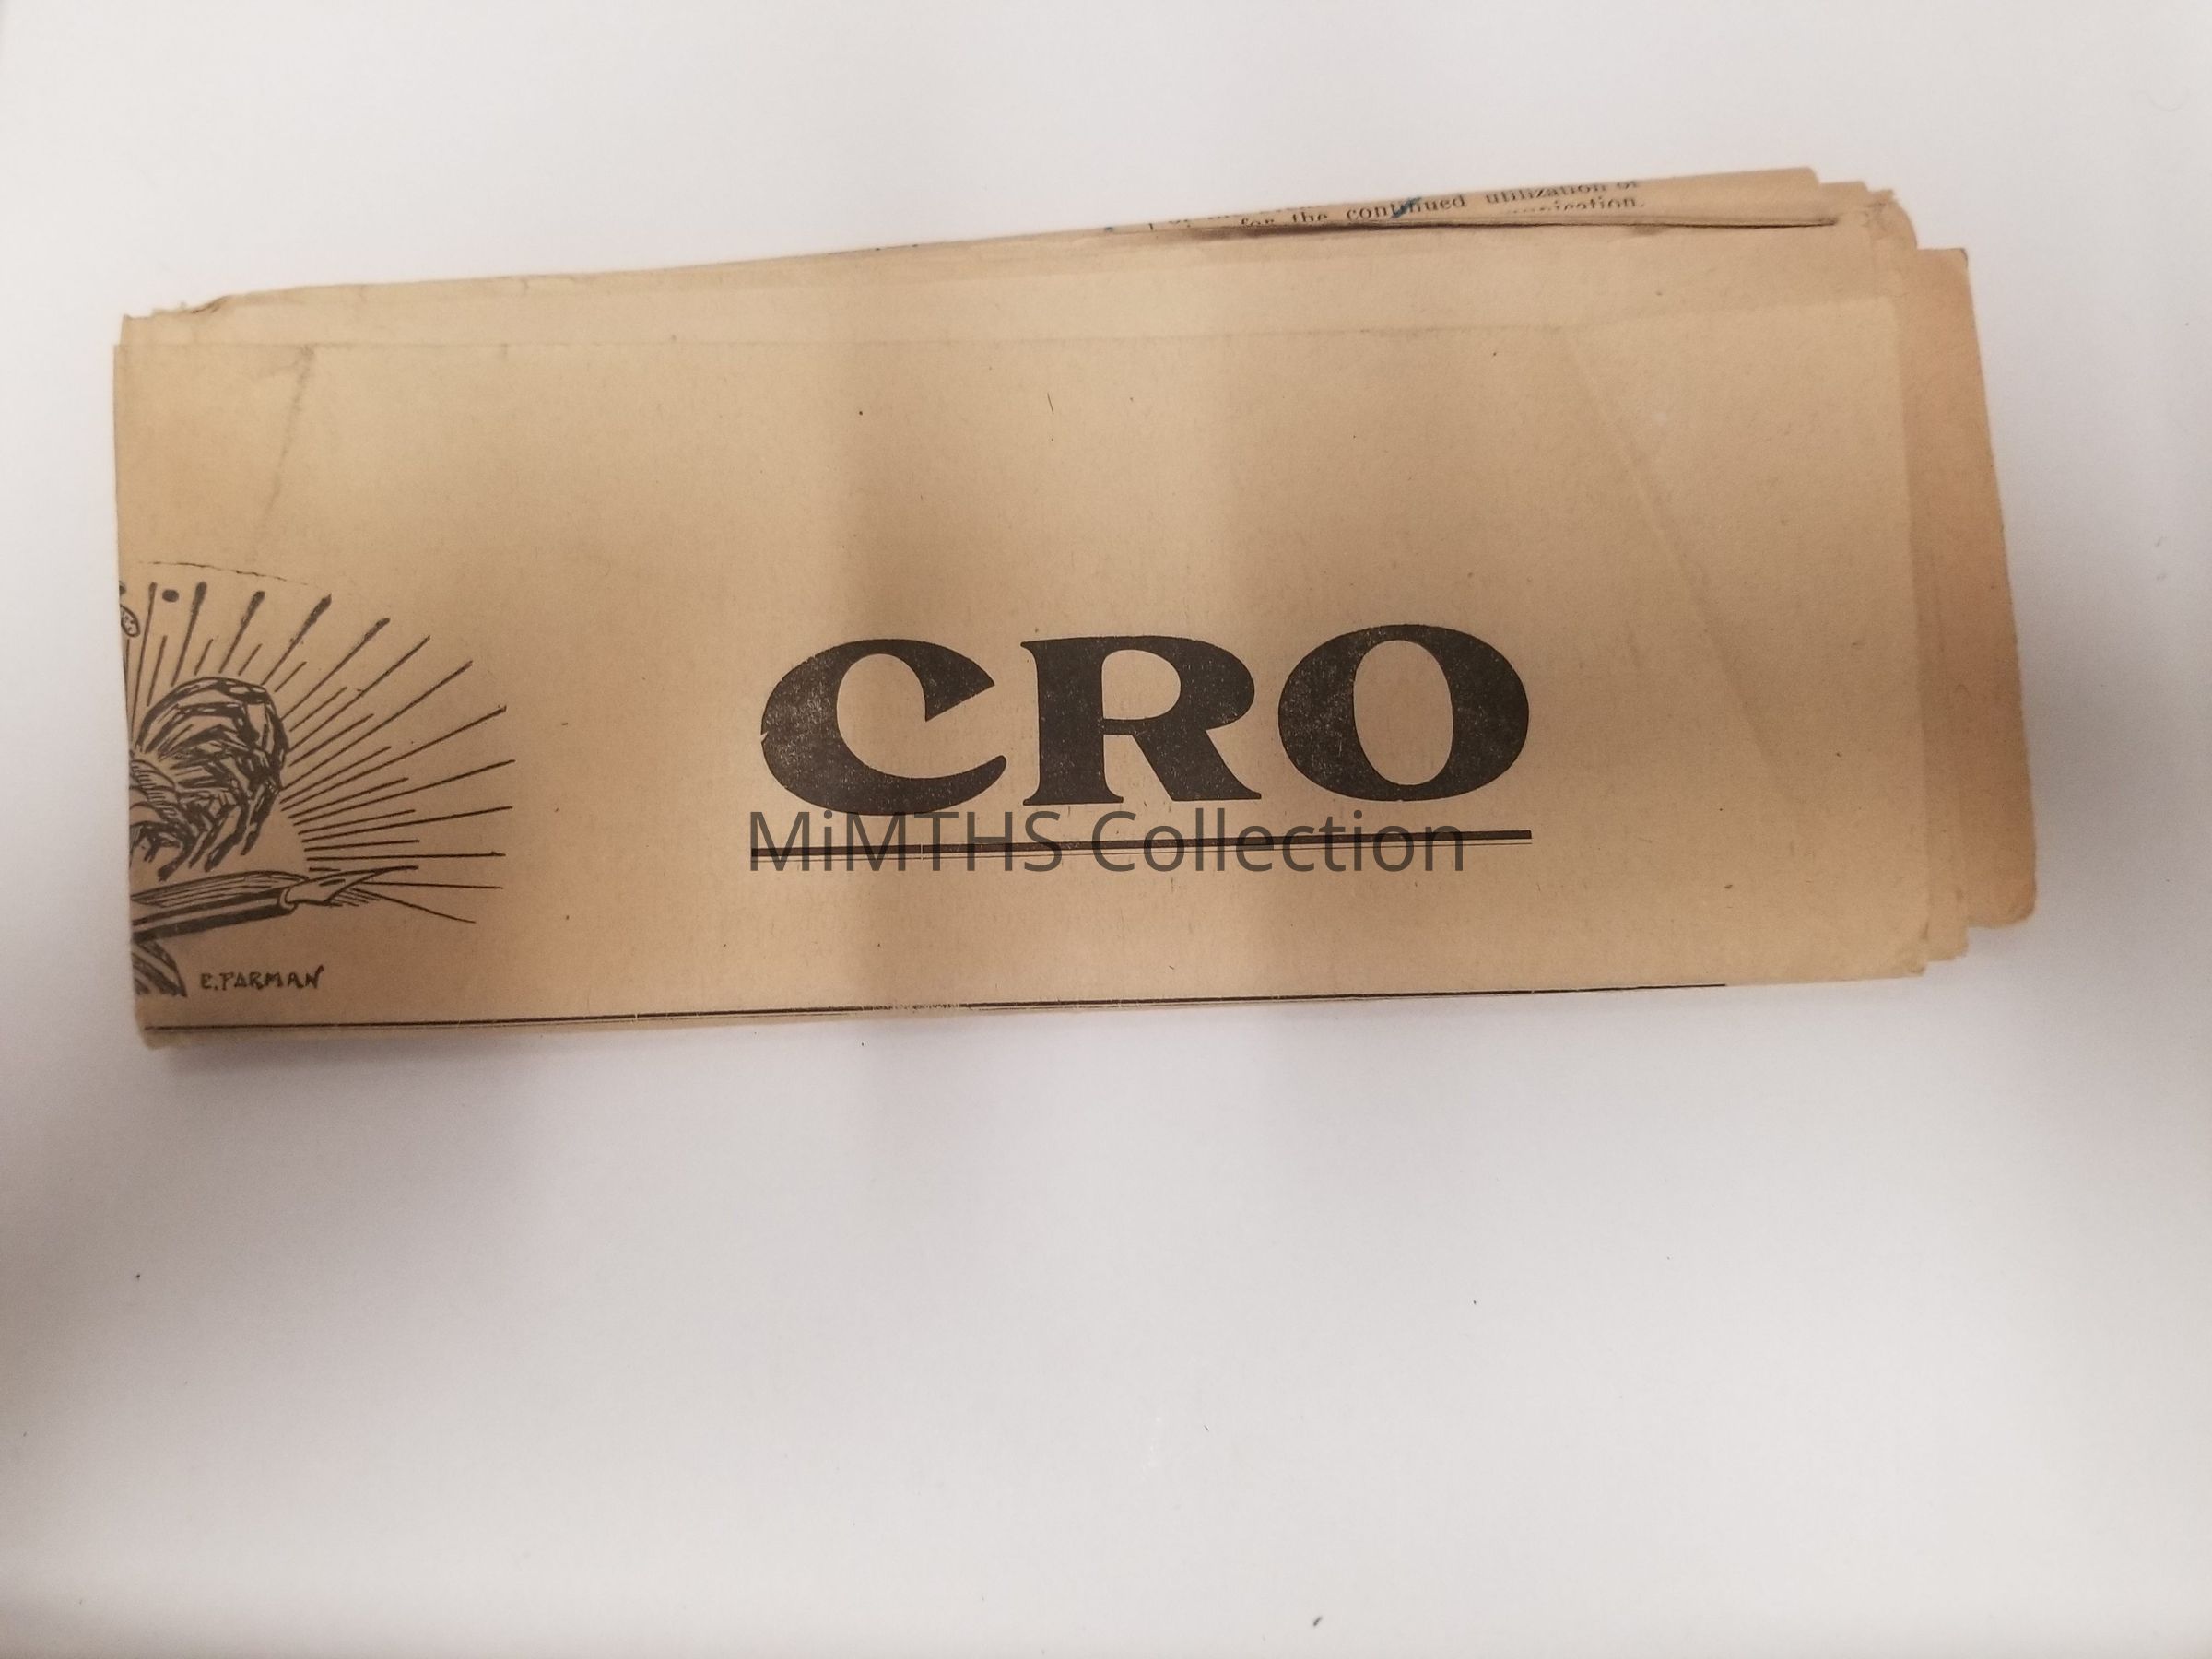 for the continued utilization of
CRO
MiMTHS Collection
E. FARMAN